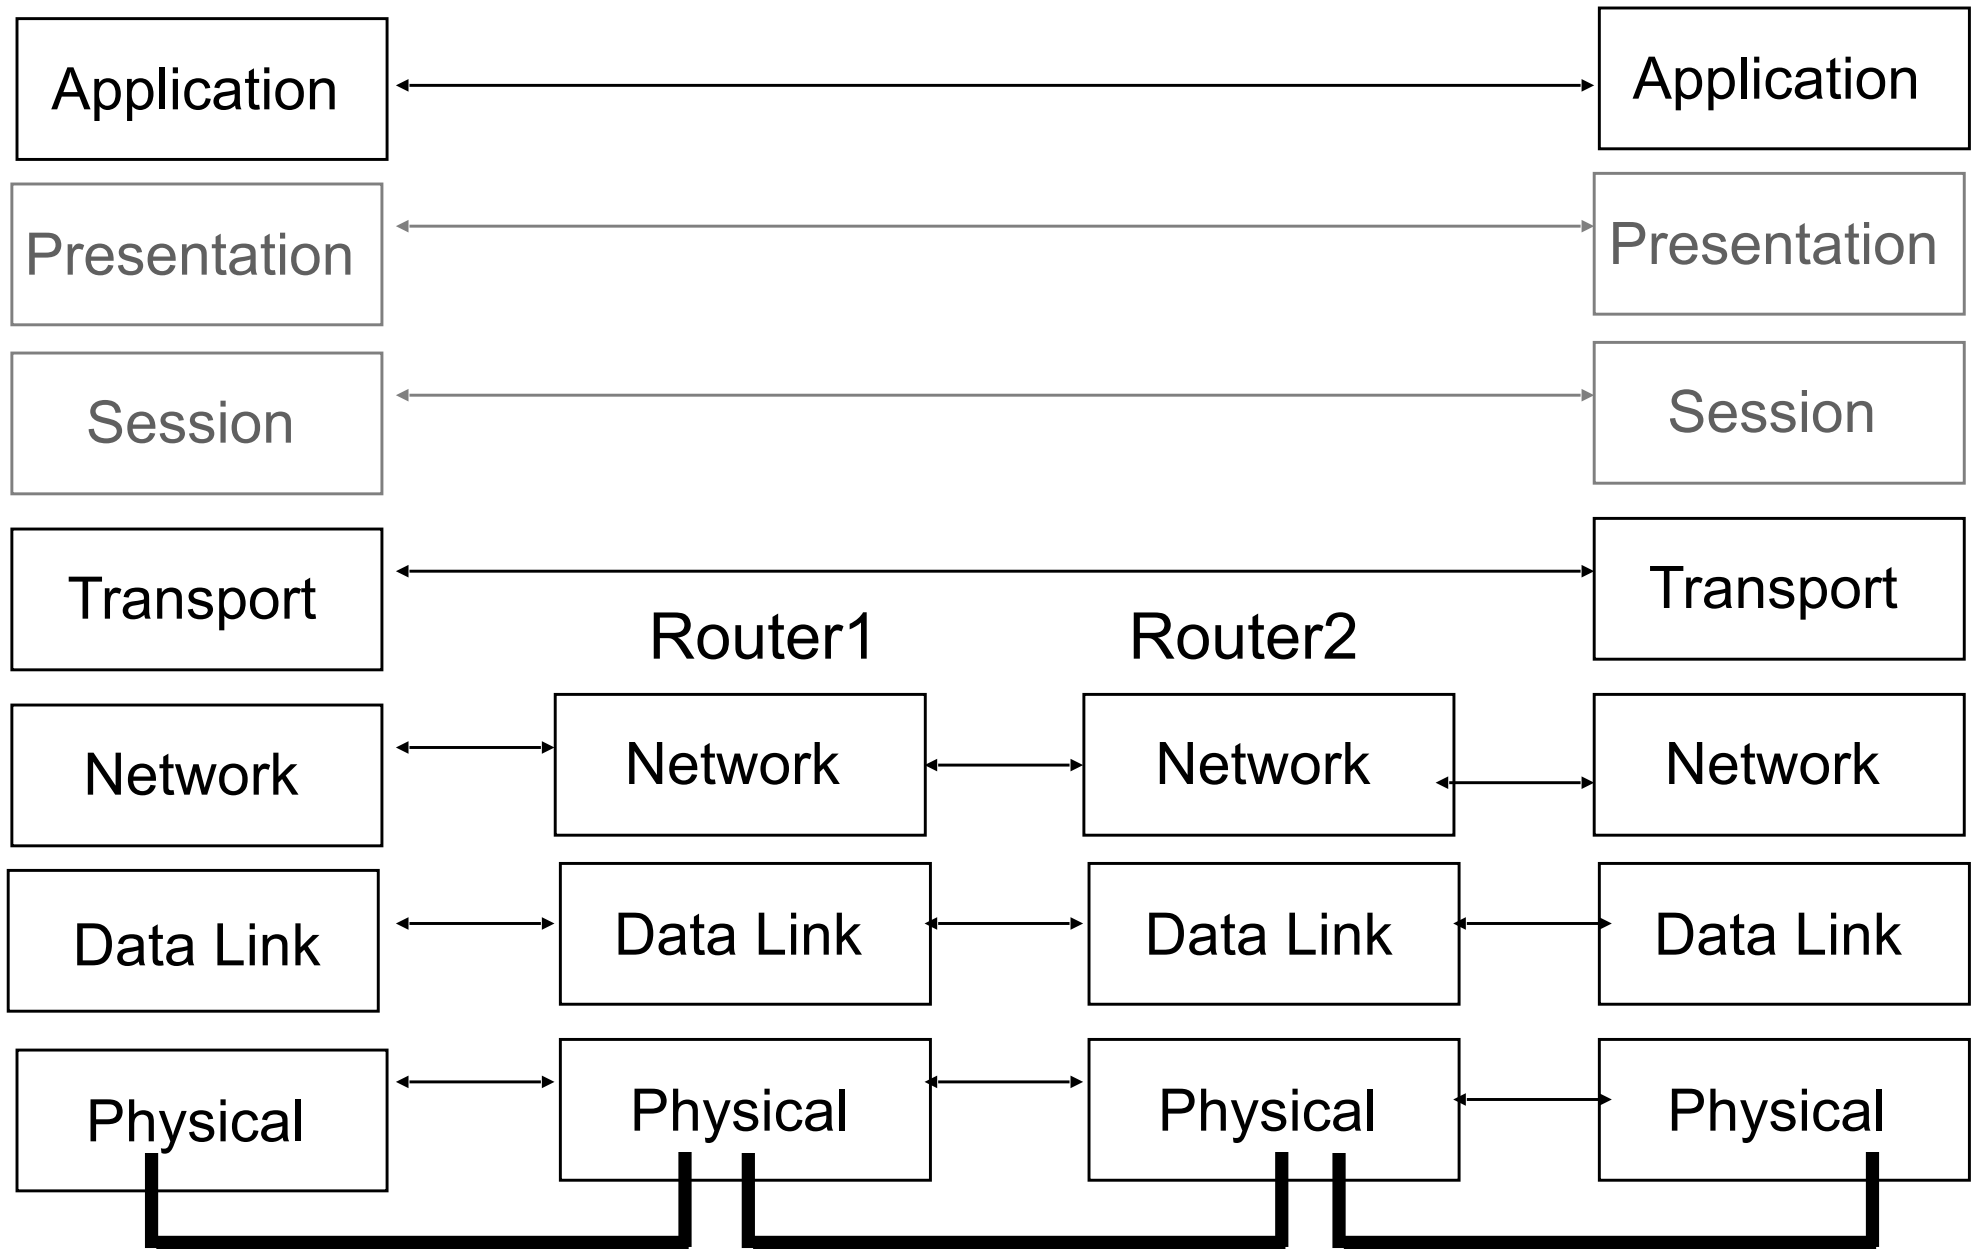 Application Application
Presentation Presentation
Session Session
Transport Transport
Router1 Router2
Network Network Network Network
Data Link Data Link Data Link Data Link
Physical Physical Physical Physical